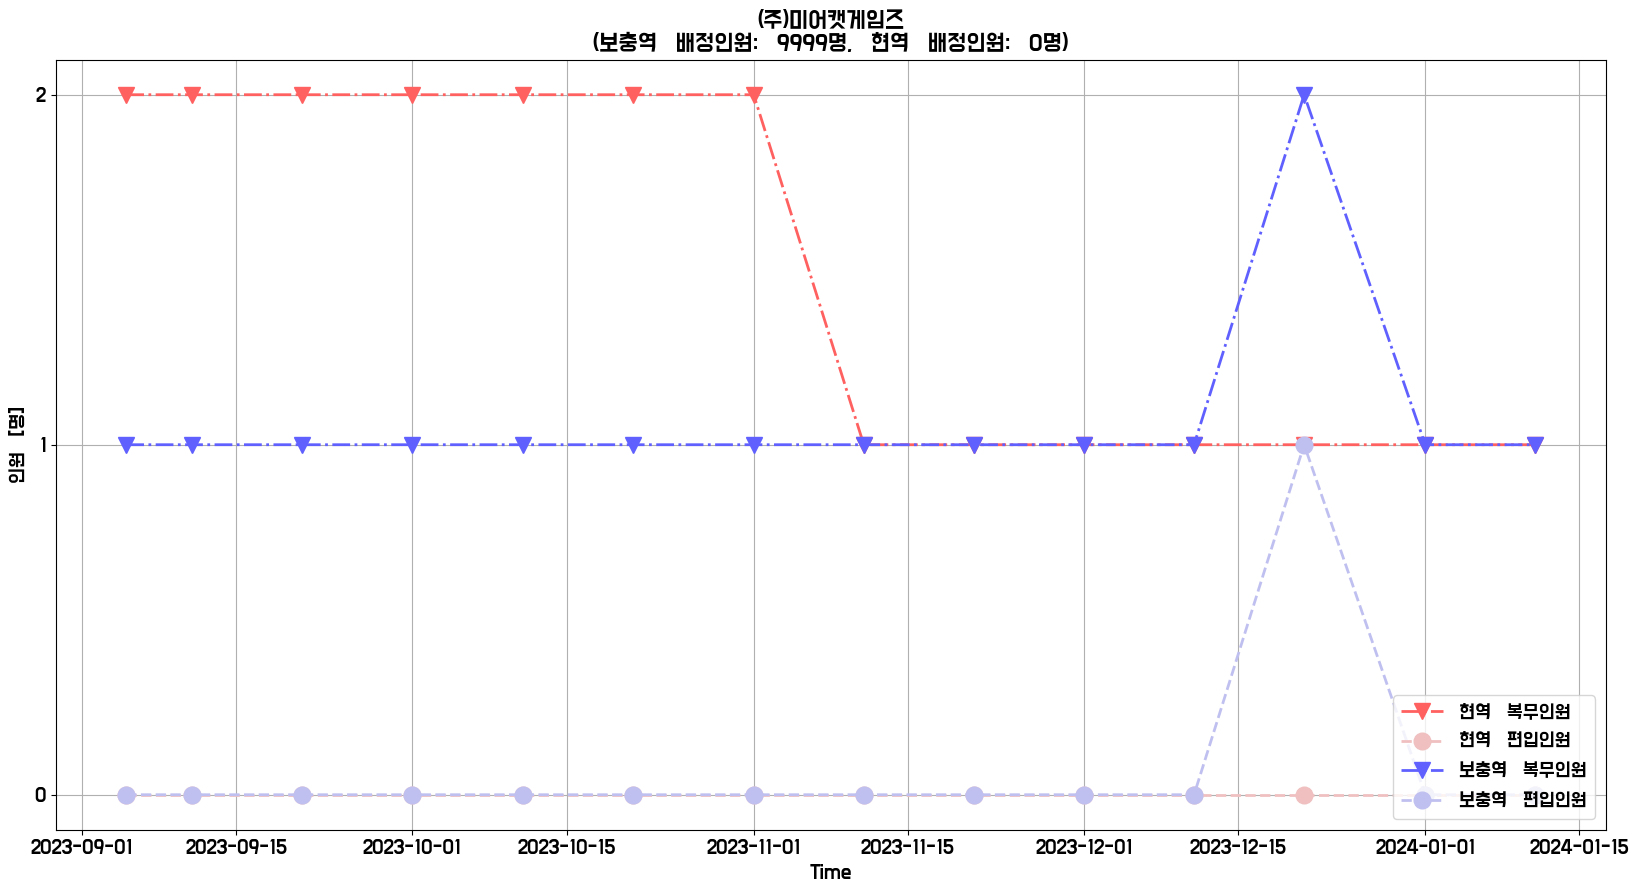 (주)미어캣게임즈
(보충역 배정인원: 9999명, 현역 배정인원: 0명)
인원 [명]
2
1
0
현역 복무인원
현역 편입인원
보충역 복무인원
보충역 편입인원
2023-09-01 2023-09-15 2023-10-01 2023-10-15 2023-11-01 2023-11-15 2023-12-01 2023-12-15 2024-01-01 2024-01-15
Time